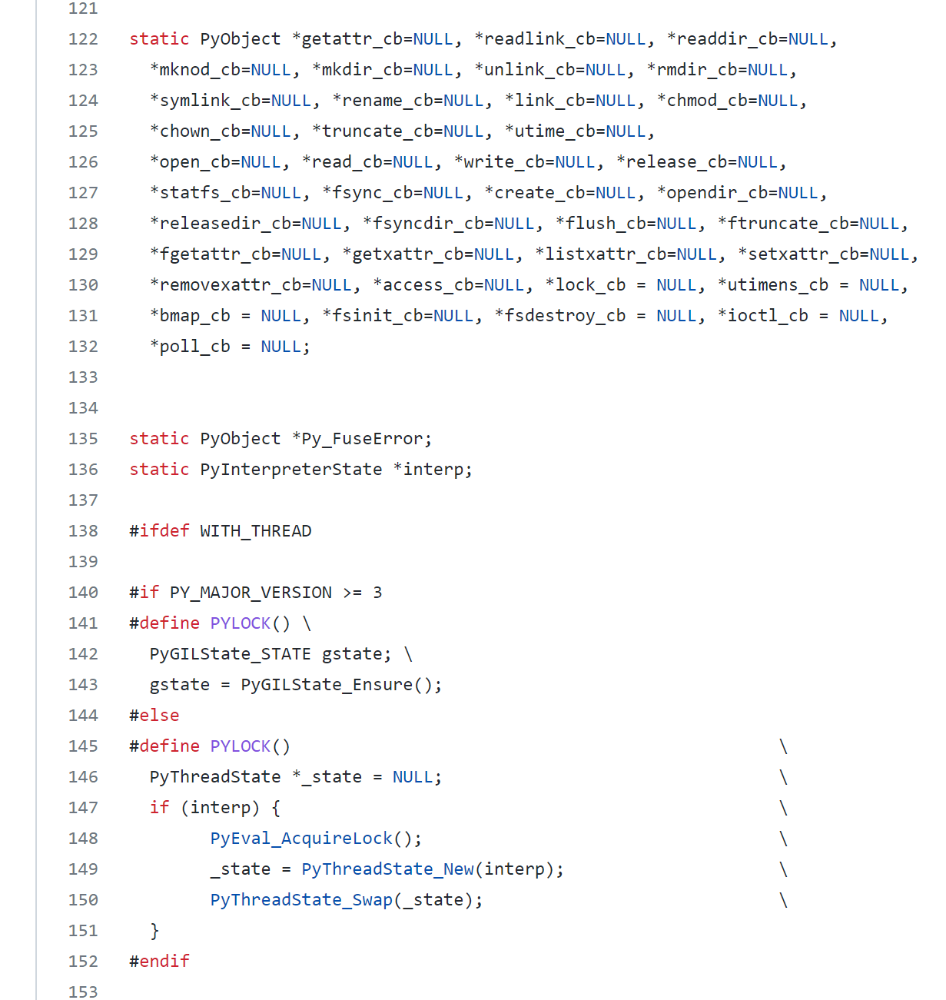 121
122 static PyObject *getattr_cb=NULL, *readlink_cb=NULL, *readdir_cb=NULL,
123   *mknod_cb=NULL, *mkdir_cb=NULL, *unlink_cb=NULL, *rmdir_cb=NULL,
124   *symlink_cb=NULL, *rename_cb=NULL, *link_cb=NULL, *chmod_cb=NULL,
125   *chown_cb=NULL, *truncate_cb=NULL, *utime_cb=NULL,
126   *open_cb=NULL, *read_cb=NULL, *write_cb=NULL, *release_cb=NULL,
127   *statfs_cb=NULL, *fsync_cb=NULL, *create_cb=NULL, *opendir_cb=NULL,
128   *releasedir_cb=NULL, *fsyncdir_cb=NULL, *flush_cb=NULL, *ftruncate_cb=NULL,
129   *fgetattr_cb=NULL, *getxattr_cb=NULL, *listxattr_cb=NULL, *setxattr_cb=NULL,
130   *removexattr_cb=NULL, *access_cb=NULL, *lock_cb = NULL, *utimens_cb = NULL,
131   *bmap_cb = NULL, *fsinit_cb=NULL, *fsdestroy_cb = NULL, *ioctl_cb = NULL,
132   *poll_cb = NULL;
133
134
135 static PyObject *Py_FuseError;
136 static PyInterpreterState *interp;
137
138 #ifdef WITH_THREAD
139
140 #if PY_MAJOR_VERSION >= 3
141 #define PYLOCK() \
142   PyGILState_STATE gstate; \
143   gstate = PyGILState_Ensure();
144 #else
145 #define PYLOCK() \
146   PyThreadState *_state = NULL; \
147   if (interp) { \
148         PyEval_AcquireLock(); \
149         _state = PyThreadState_New(interp); \
150         PyThreadState_Swap(_state); \
151   }
152 #endif
153